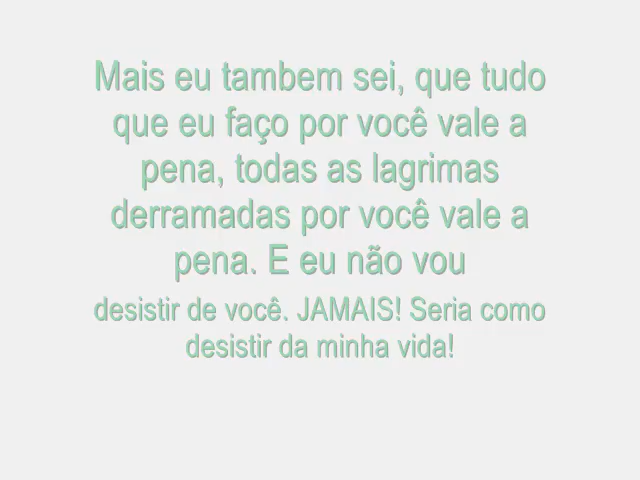 Mais eu tambem sei, que tudo
que eu faço por você vale a
pena, todas as lagrimas
derramadas por você vale a
pena. E eu não vou
desistir de você. JAMAIS! Seria como
desistir da minha vida!